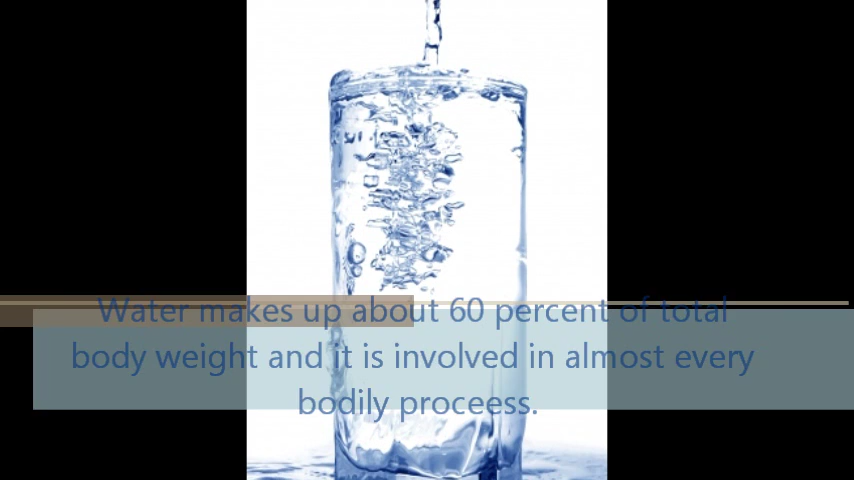 Water makes up about 60 percent of total
body weight and it is involved in almost every
bodily proceess.